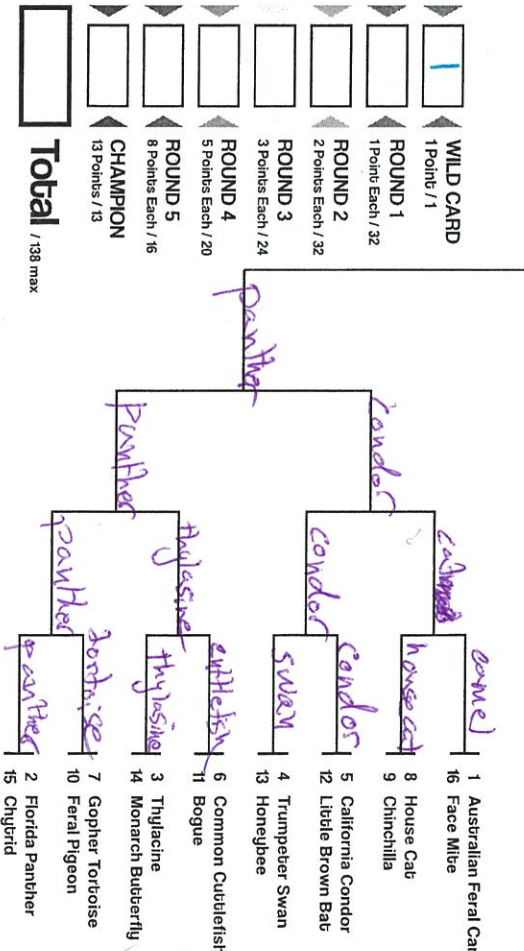 WILD CARD
1 Point / 1
1
ROUND 1
1 Point Each / 32
ROUND 2
2 Points Each / 32
ROUND 3
3 Points Each / 24
ROUND 4
5 Points Each / 20
ROUND 5
8 Points Each / 16
CHAMPION
13 Points / 13
Total / 138 max
1 Australian Feral Ca
16 Face Mite
8 House Cat
9 Chinchilla
5 California Condor
12 Little Brown Bat
4 Trumpeter Swan
13 Honeybee
6 Common Cuttlefish
11 Bogue
3 Thylacine
14 Monarch Butterfly
7 Gopher Tortoise
10 Feral Pigeon
2 Florida Panther
15 Chytrid
camel
house cat
condor
swan
cuttlefish
thylasine
tortoise
panther
cat
condor
thylasine
panther
condor
panther
panther